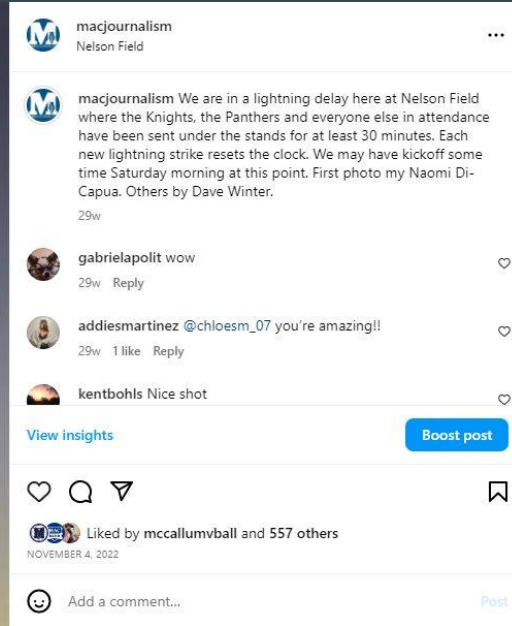 macjournalism
Nelson Field
macjournalism We are in a lightning delay here at Nelson Field
where the Knights, the Panthers and everyone else in attendance
have been sent under the stands for at least 30 minutes. Each
new lightning strike resets the clock. We may have kickoff some
time Saturday morning at this point. First photo my Naomi Di-
Capua. Others by Dave Winter.
29w
gabrielapolit wow
29w Reply
addiesmartinez @chloesm_07 you're amazing!!
29w 1 like Reply
kentbohls Nice shot
View insights
Boost post
Liked by mccallumvball and 557 others
NOVEMBER 4, 2022
Add a comment...
Post